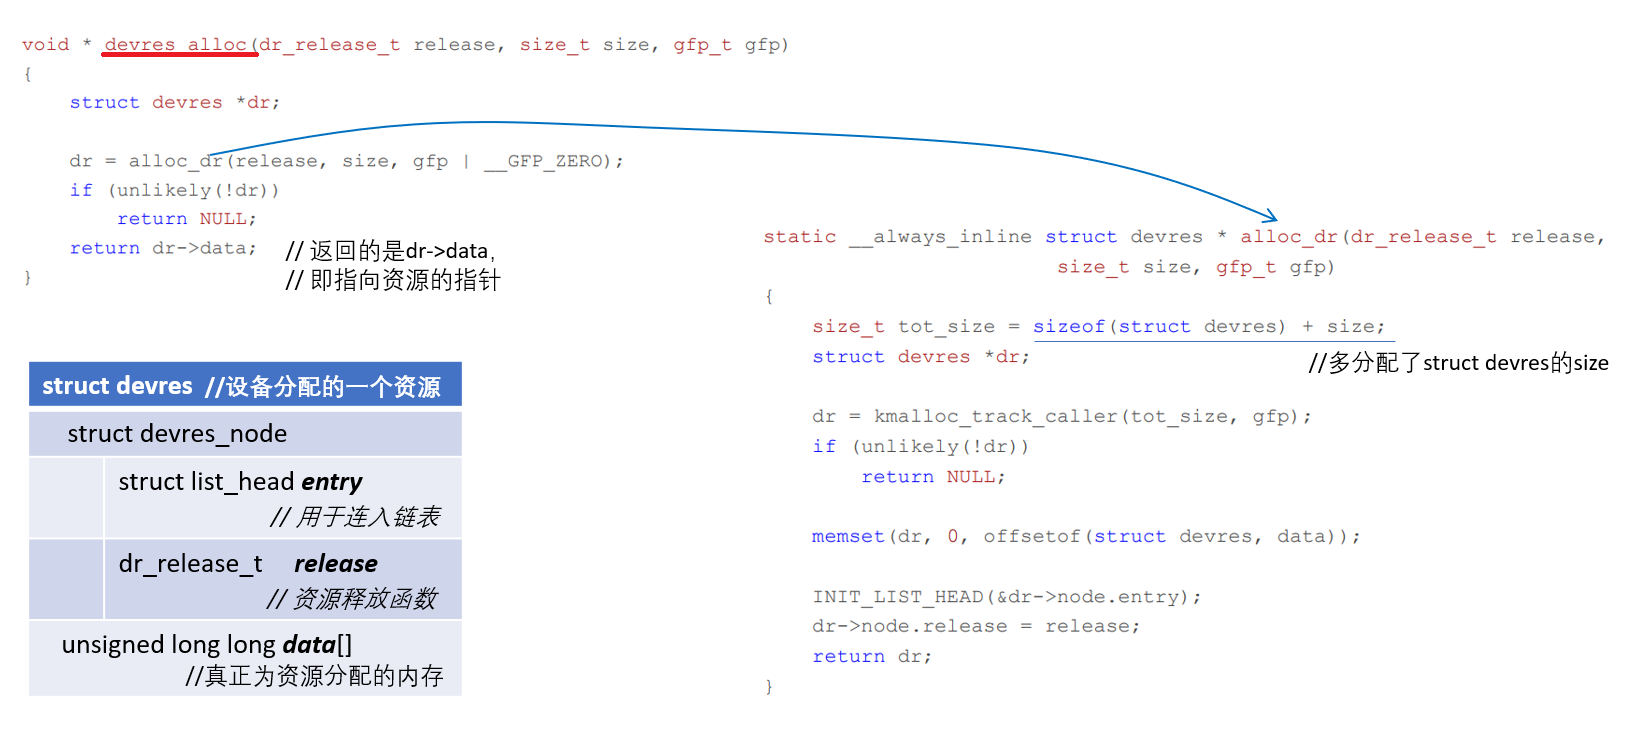 void * devres_alloc(dr_release_t release, size_t size, gfp_t gfp)
{
    struct devres *dr;
    dr = alloc_dr(release, size, gfp | __GFP_ZERO);
    if (unlikely(!dr))
        return NULL;
    return dr->data;   // 返回的是dr->data,
// 即指向资源的指针
}
static __always_inline struct devres * alloc_dr(dr_release_t release,
size_t size, gfp_t gfp)
{
    size_t tot_size = sizeof(struct devres) + size;
    struct devres *dr;
//多分配了struct devres的size
    dr = kmalloc_track_caller(tot_size, gfp);
    if (unlikely(!dr))
        return NULL;
    memset(dr, 0, offsetof(struct devres, data));
    INIT_LIST_HEAD(&dr->node.entry);
    dr->node.release = release;
    return dr;
}
struct devres //设备分配的一个资源
struct devres_node
struct list_head entry
// 用于连入链表
dr_release_t release
// 资源释放函数
unsigned long long data[]
//真正为资源分配的内存